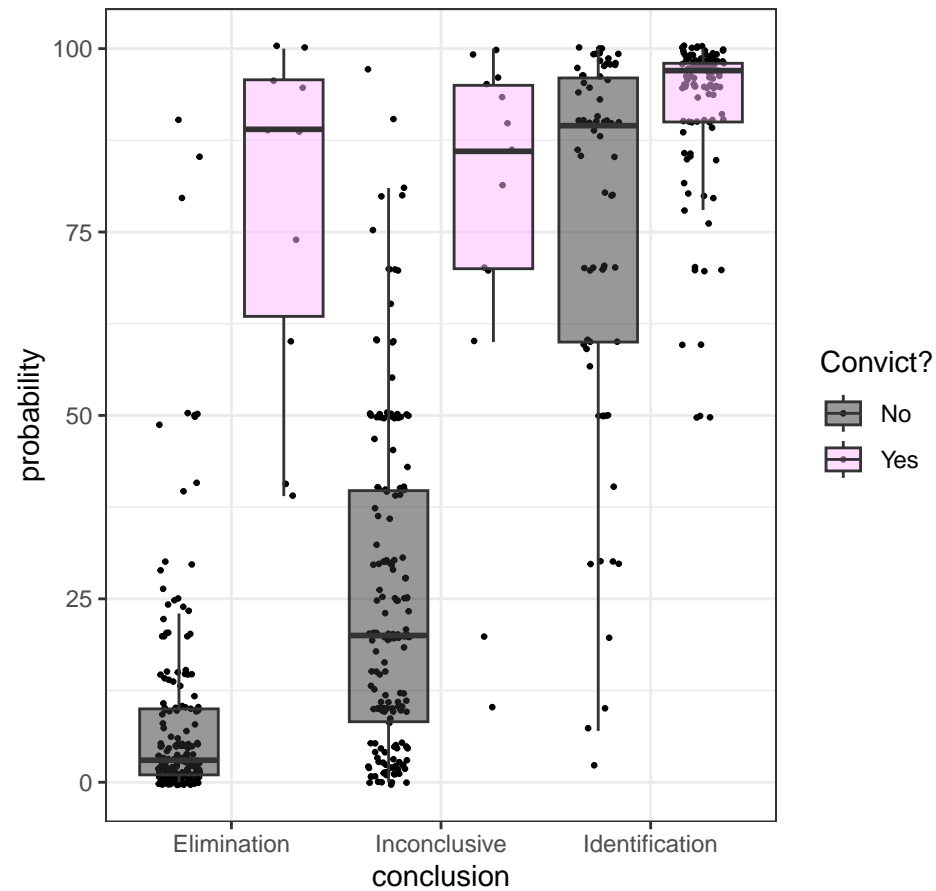 100
75
50
25
0
probability
Elimination
Inconclusive
Identification
conclusion
Convict?
No
Yes